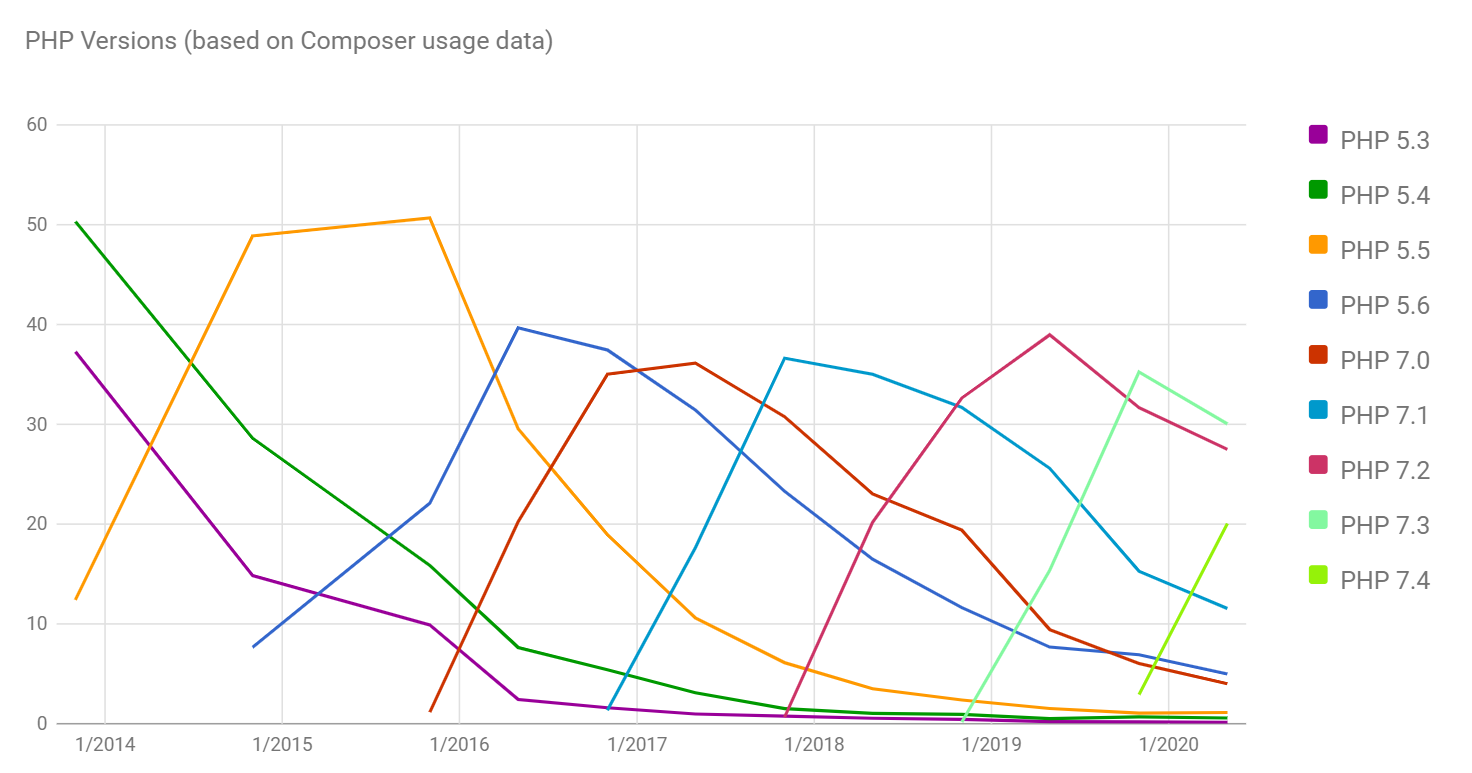 PHP Versions (based on Composer usage data)
60
50
40
30
20
10
0
1/2014 1/2015 1/2016 1/2017 1/2018 1/2019 1/2020
PHP 5.3
PHP 5.4
PHP 5.5
PHP 5.6
PHP 7.0
PHP 7.1
PHP 7.2
PHP 7.3
PHP 7.4